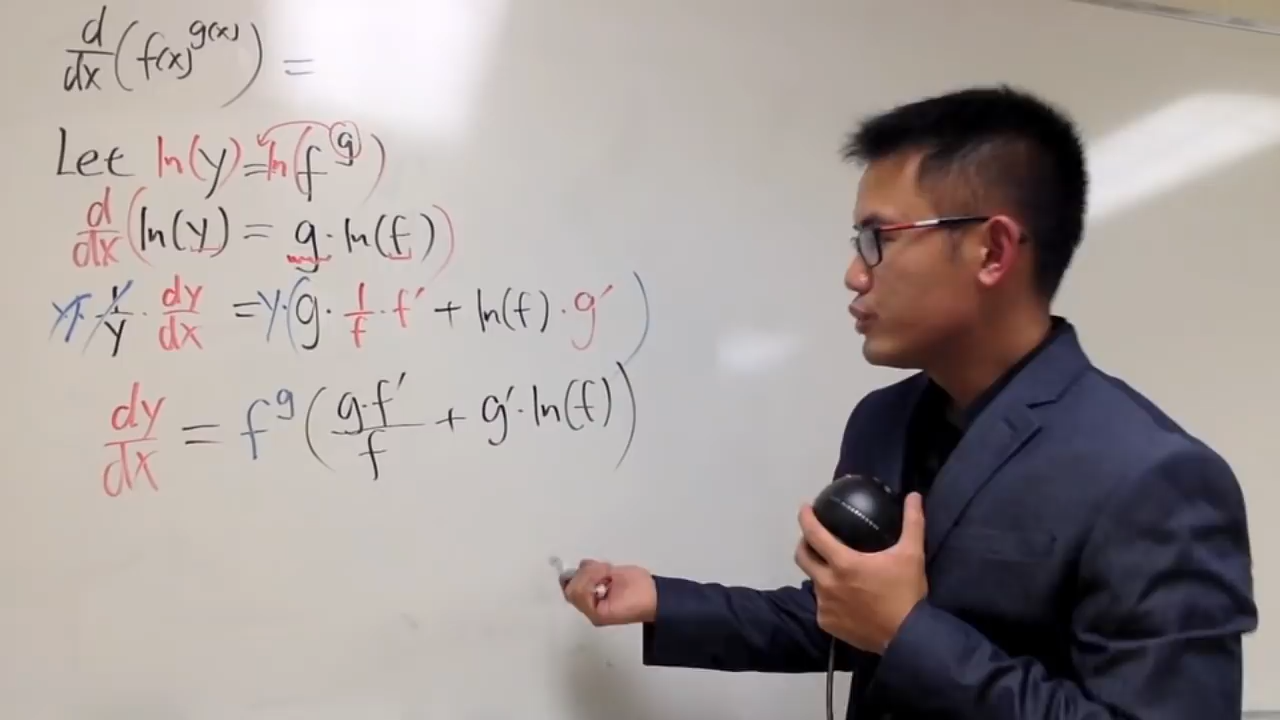 d/dx (f(x)^g(x)) =
Let ln(y) = ln(f^g)
d/dx (ln(y) = g · ln(f))
y · 1/y · dy/dx = y · (g · 1/f · f' + ln(f) · g')
dy/dx = f^g (g·f'/f + g' · ln(f))